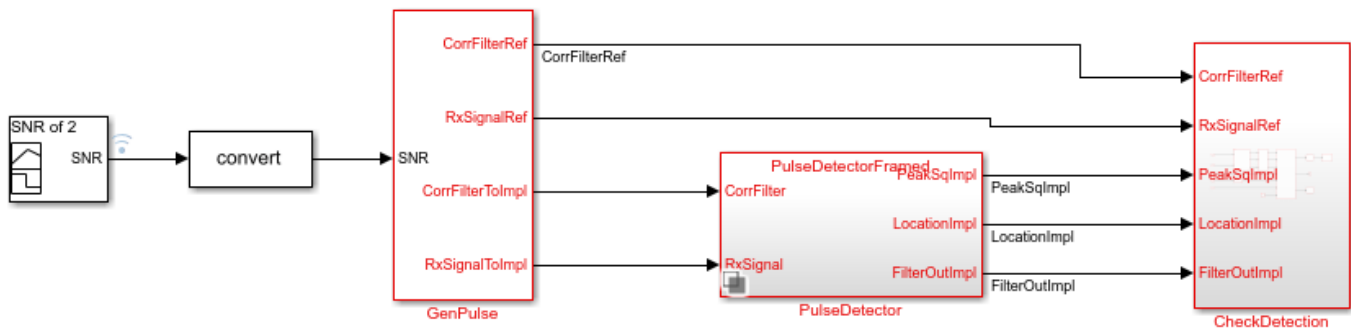 SNR of 2
SNR
convert
SNR
CorrFilterRef
RxSignalRef
CorrFilterToImpl
RxSignalToImpl
GenPulse
CorrFilterRef
PulseDetectorFramed
CorrFilter
RxSignal
PeakSqImpl
LocationImpl
FilterOutImpl
PulseDetector
PeakSqImpl
LocationImpl
FilterOutImpl
CorrFilterRef
RxSignalRef
PeakSqImpl
LocationImpl
FilterOutImpl
CheckDetection